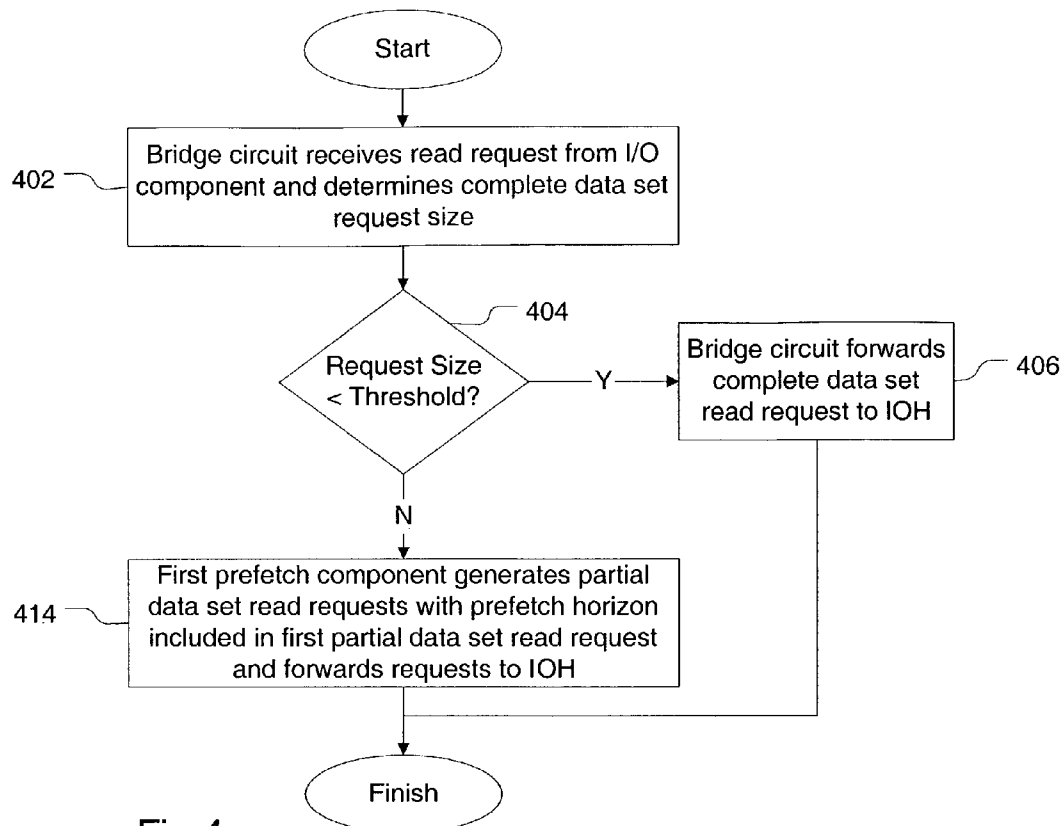 Start
402
Bridge circuit receives read request from I/O
component and determines complete data set
request size
404
Request Size
< Threshold?
Y
Bridge circuit forwards
complete data set
read request to IOH
406
N
414
First prefetch component generates partial
data set read requests with prefetch horizon
included in first partial data set read request
and forwards requests to IOH
Finish